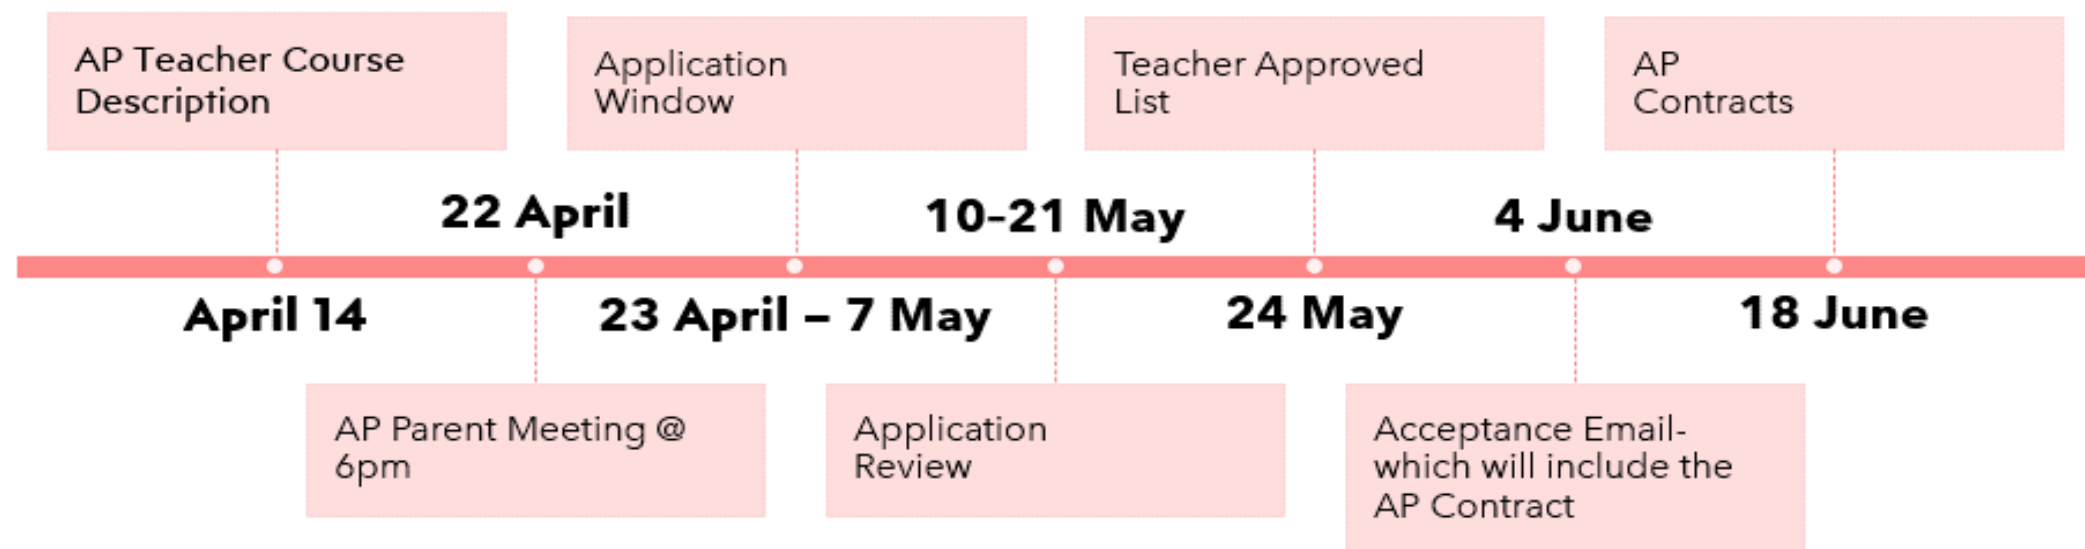 AP Teacher Course
Description
Application
Window
Teacher Approved
List
AP
Contracts
22 April
10–21 May
4 June
April 14
23 April – 7 May
24 May
18 June
AP Parent Meeting @
6pm
Application
Review
Acceptance Email-
which will include the
AP Contract